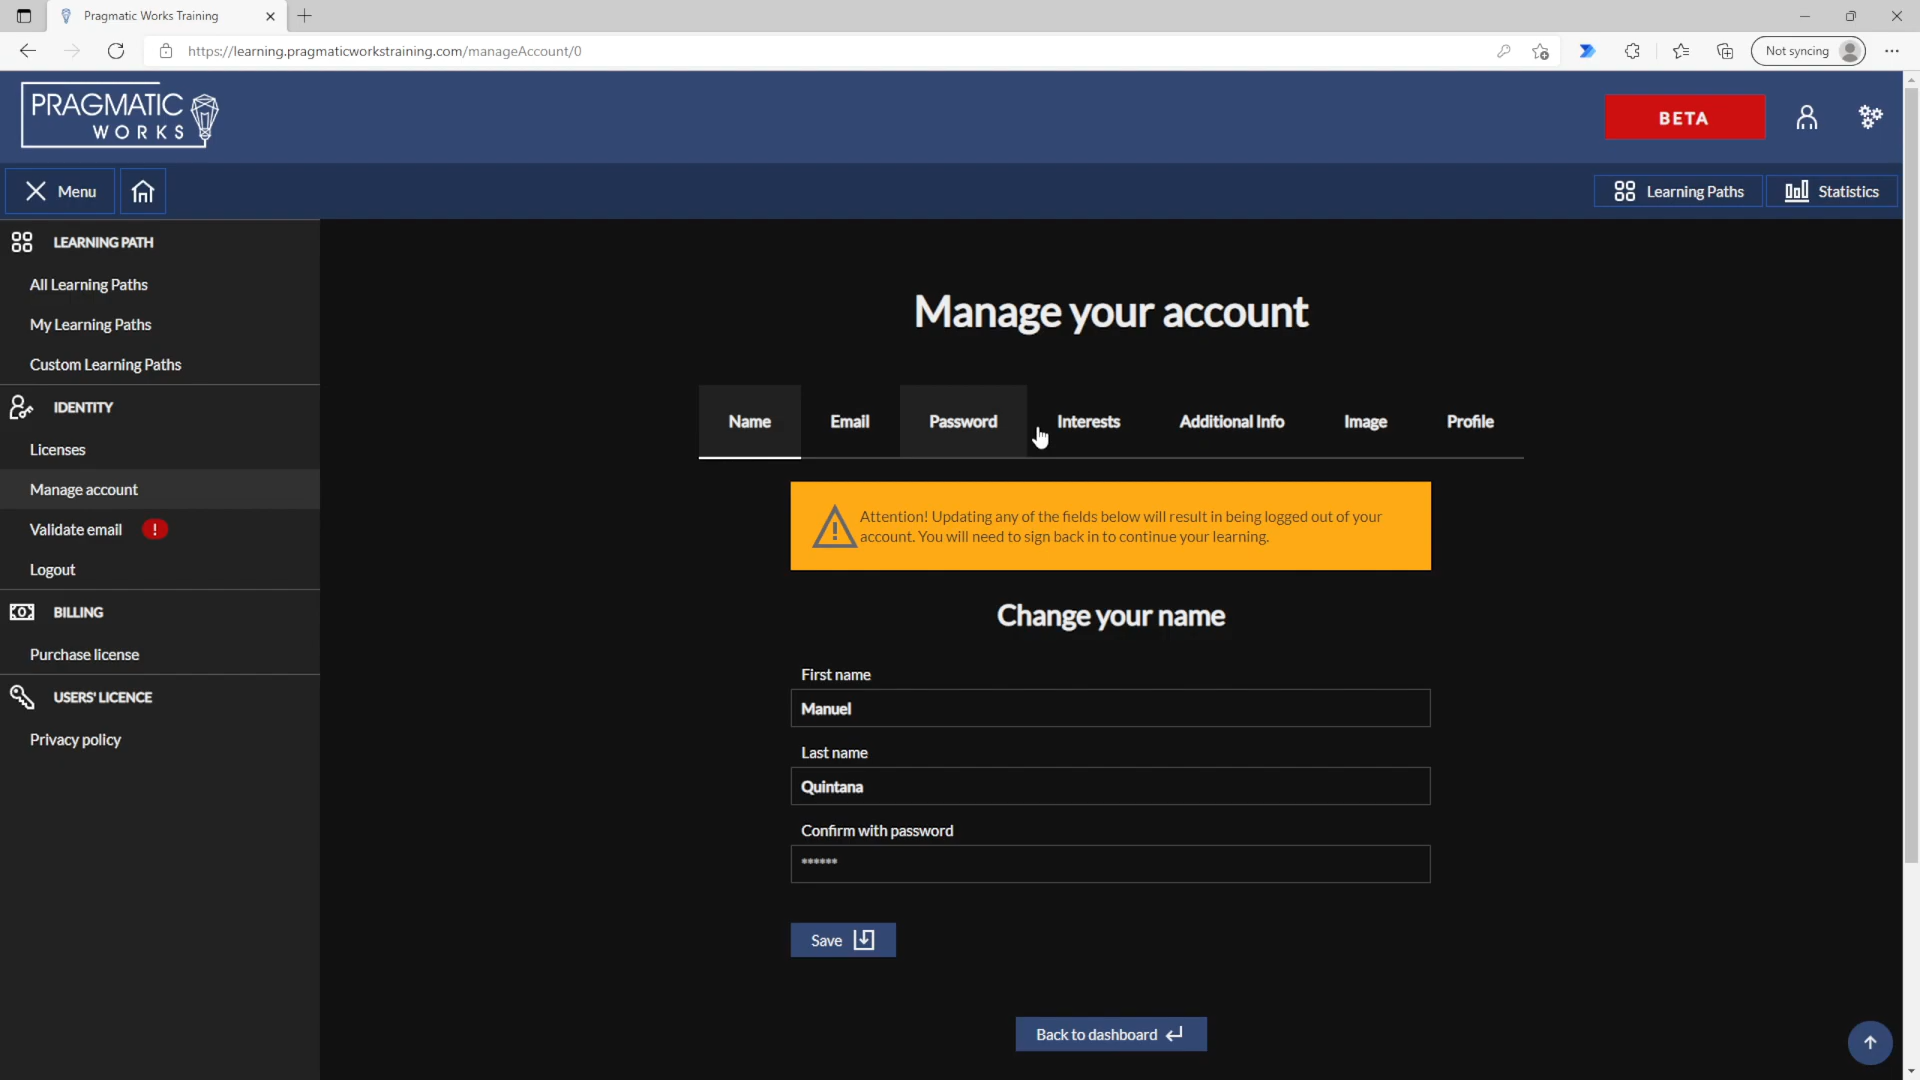 Pragmatic Works Training
https://learning.pragmaticworkstraining.com/manageAccount/0
Not syncing
PRAGMATIC
WORKS
BETA
Menu
Learning Paths
Statistics
LEARNING PATH
All Learning Paths
My Learning Paths
Custom Learning Paths
IDENTITY
Licenses
Manage account
Validate email !
Logout
BILLING
Purchase license
USERS' LICENCE
Privacy policy
Manage your account
Name Email Password Interests Additional Info Image Profile
Attention! Updating any of the fields below will result in being logged out of your
account. You will need to sign back in to continue your learning.
Change your name
First name
Manuel
Last name
Quintana
Confirm with password
******
Save
Back to dashboard